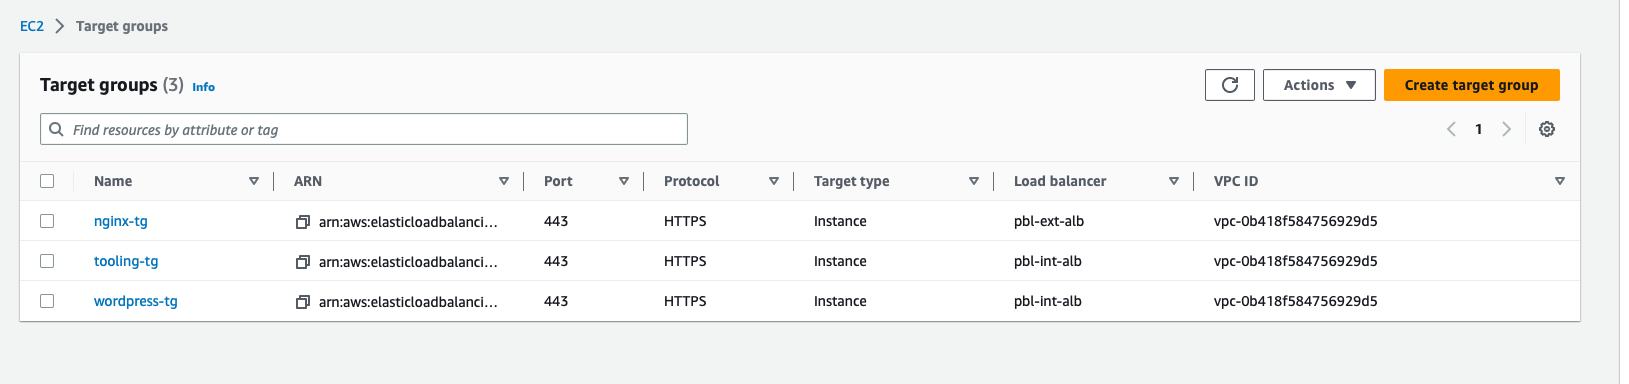 EC2 > Target groups
Target groups (3) Info
Actions Create target group
Find resources by attribute or tag 1
Name ARN Port Protocol Target type Load balancer VPC ID
nginx-tg arn:aws:elasticloadbalanci... 443 HTTPS Instance pbl-ext-alb vpc-0b418f584756929d5
tooling-tg arn:aws:elasticloadbalanci... 443 HTTPS Instance pbl-int-alb vpc-0b418f584756929d5
wordpress-tg arn:aws:elasticloadbalanci... 443 HTTPS Instance pbl-int-alb vpc-0b418f584756929d5